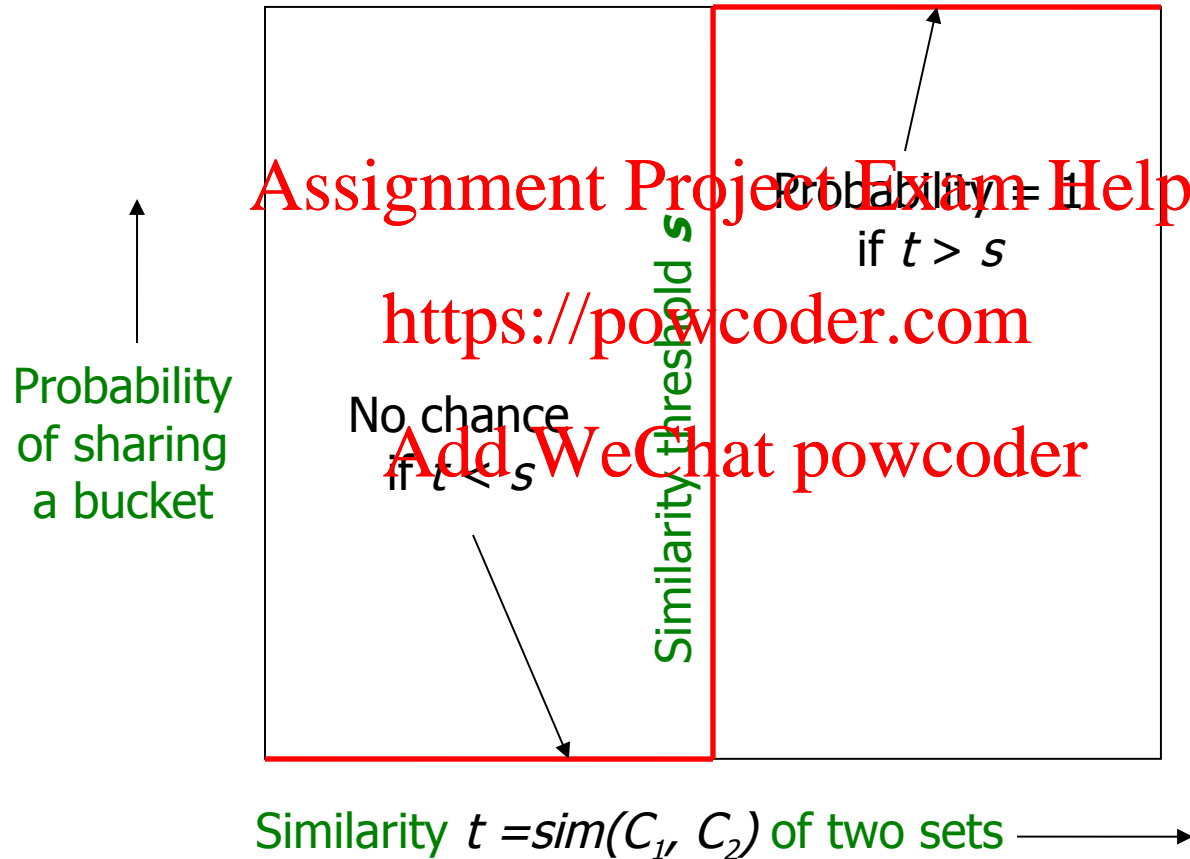 Assignment Project Exam Help
Probability = 1
if t > s
https://powcoder.com
Similarity threshold s
Probability
of sharing
a bucket
No chance
if t < s
Add WeChat powcoder
Similarity t =sim(C₁, C₂) of two sets